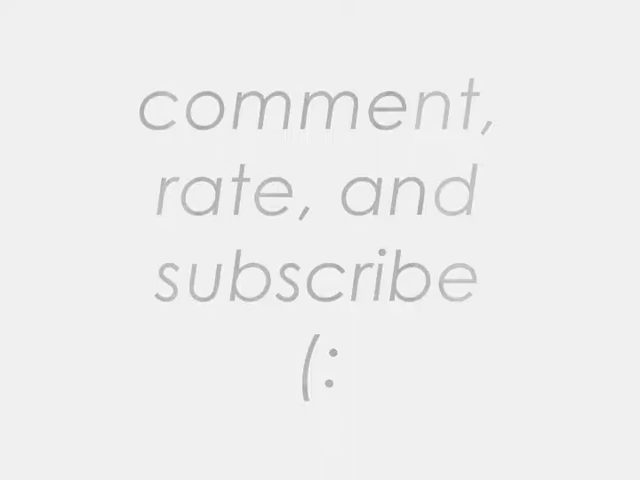 comment,
rate, and
subscribe
(: